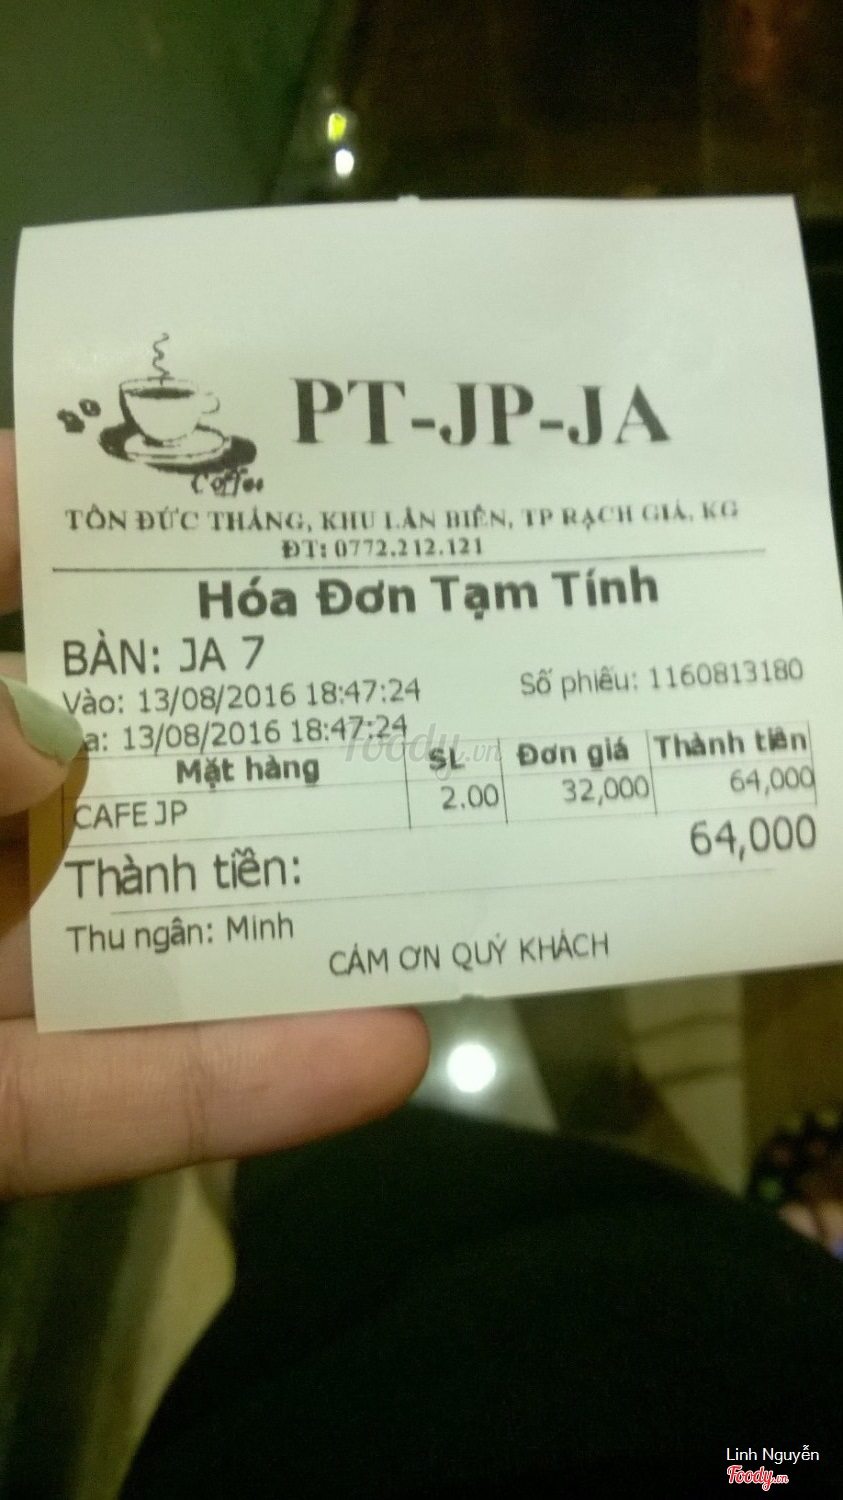 Coffee
PT-JP-JA
TÔN ĐỨC THẮNG, KHU LẤN BIỂN, TP RẠCH GIÁ, KG
ĐT: 0772.212.121
Hóa Đơn Tạm Tính
BÀN: JA 7
Vào: 13/08/2016 18:47:24 Số phiếu: 1160813180
a: 13/08/2016 18:47:24
Mặt hàng SL Đơn giá Thành tiền
CAFE JP 2.00 32,000 64,000
Thành tiền: 64,000
Thu ngân: Minh
CÁM ƠN QUÝ KHÁCH
foody.vn
Linh Nguyễn
Foody.vn